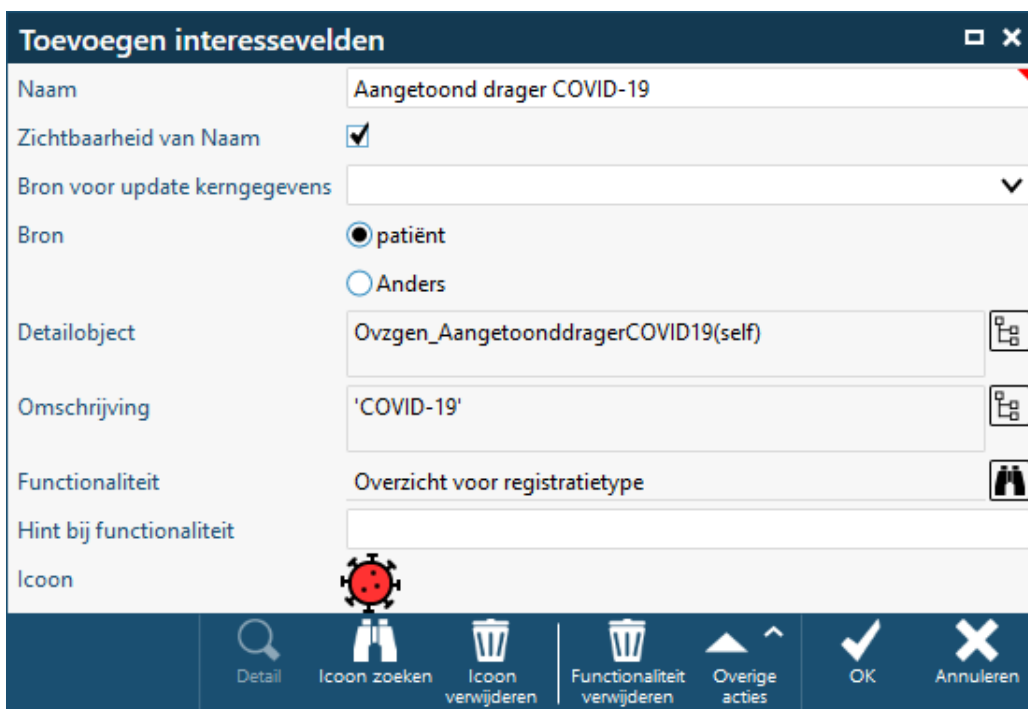 Toevoegen interessevelden
Naam
Aangetoond drager COVID-19
Zichtbaarheid van Naam
Bron voor update kerngegevens
Bron
patiënt
Anders
Detailobject
Ovzgen_AangetoonddragerCOVID19(self)
Omschrijving
'COVID-19'
Functionaliteit
Overzicht voor registratietype
Hint bij functionaliteit
Icoon
Detail
Icoon zoeken
Icoon
verwijderen
Functionaliteit
verwijderen
Overige
acties
OK
Annuleren